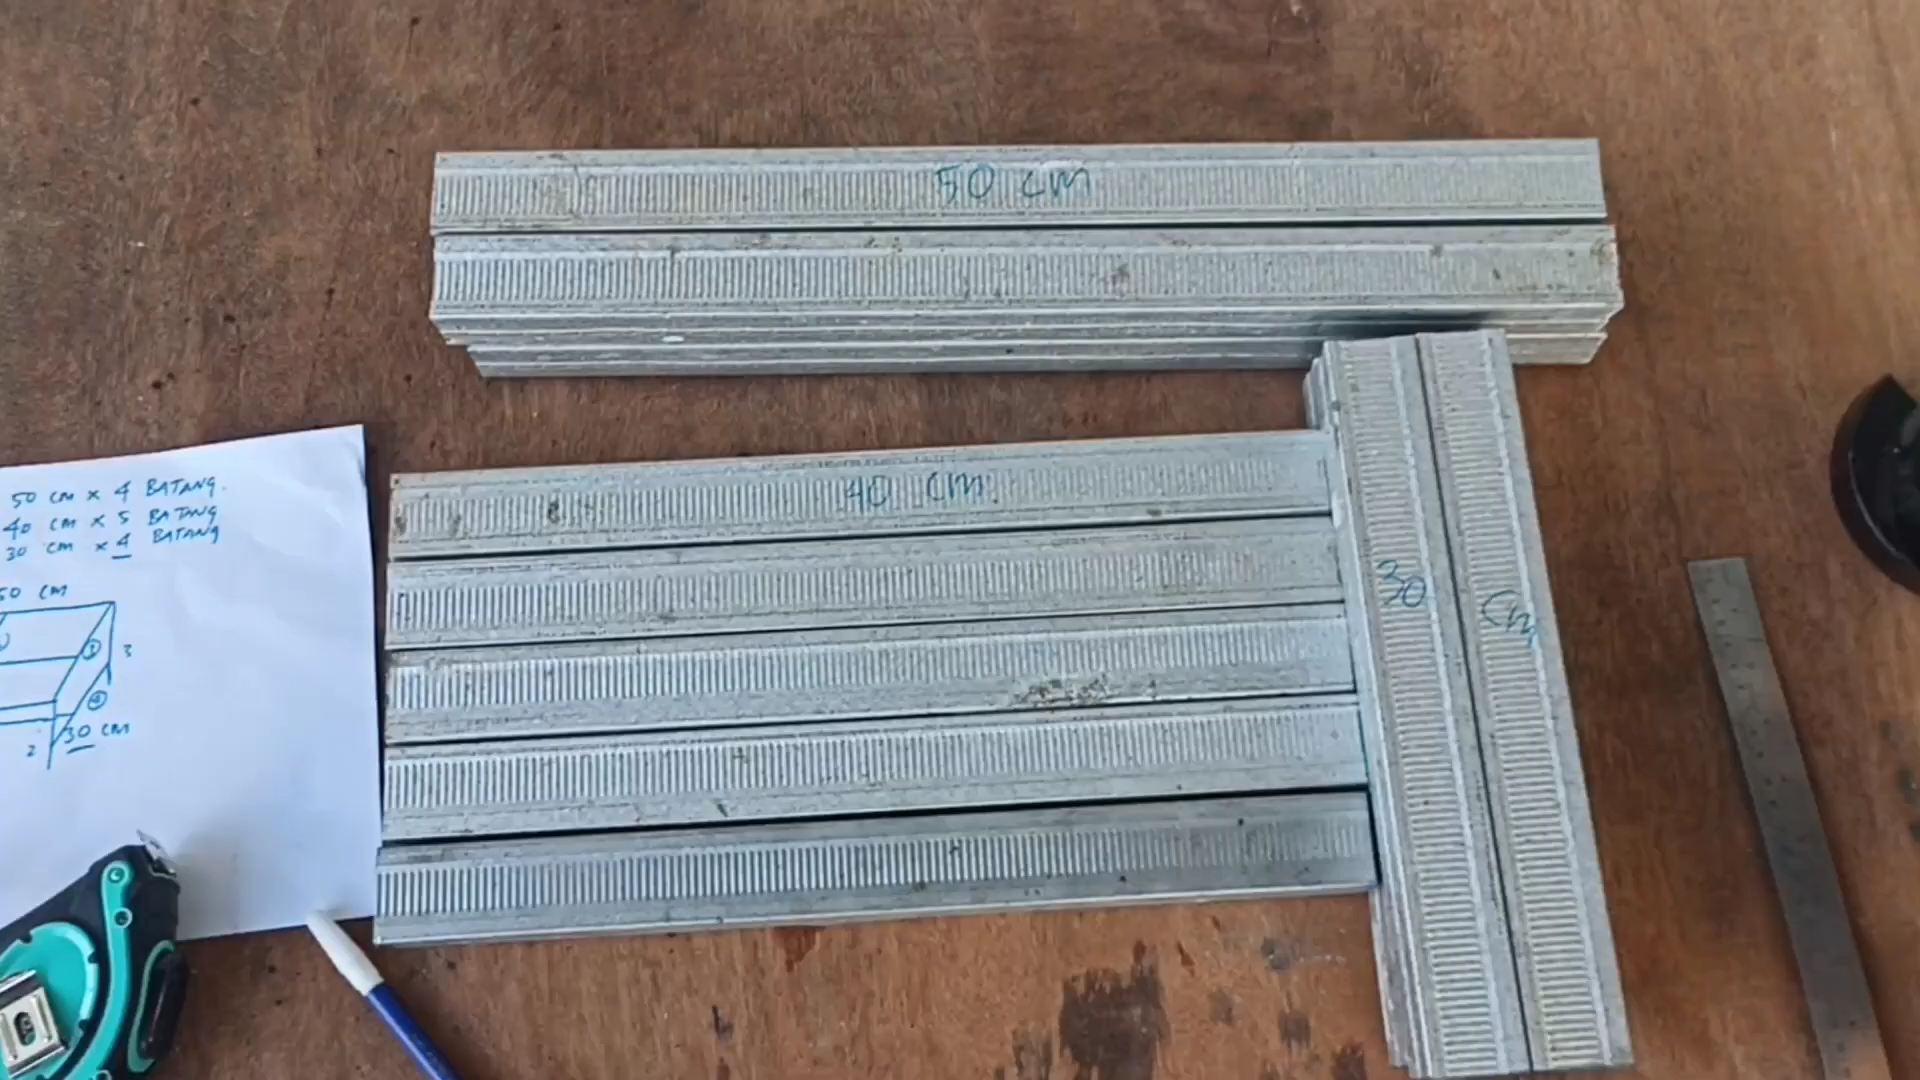 50 cm
50 CM x 4 BATANG.
40 CM x 5 BATANG
30 CM x 4 BATANG
50 CM
3
30 CM
2
40 cm.
30 cm